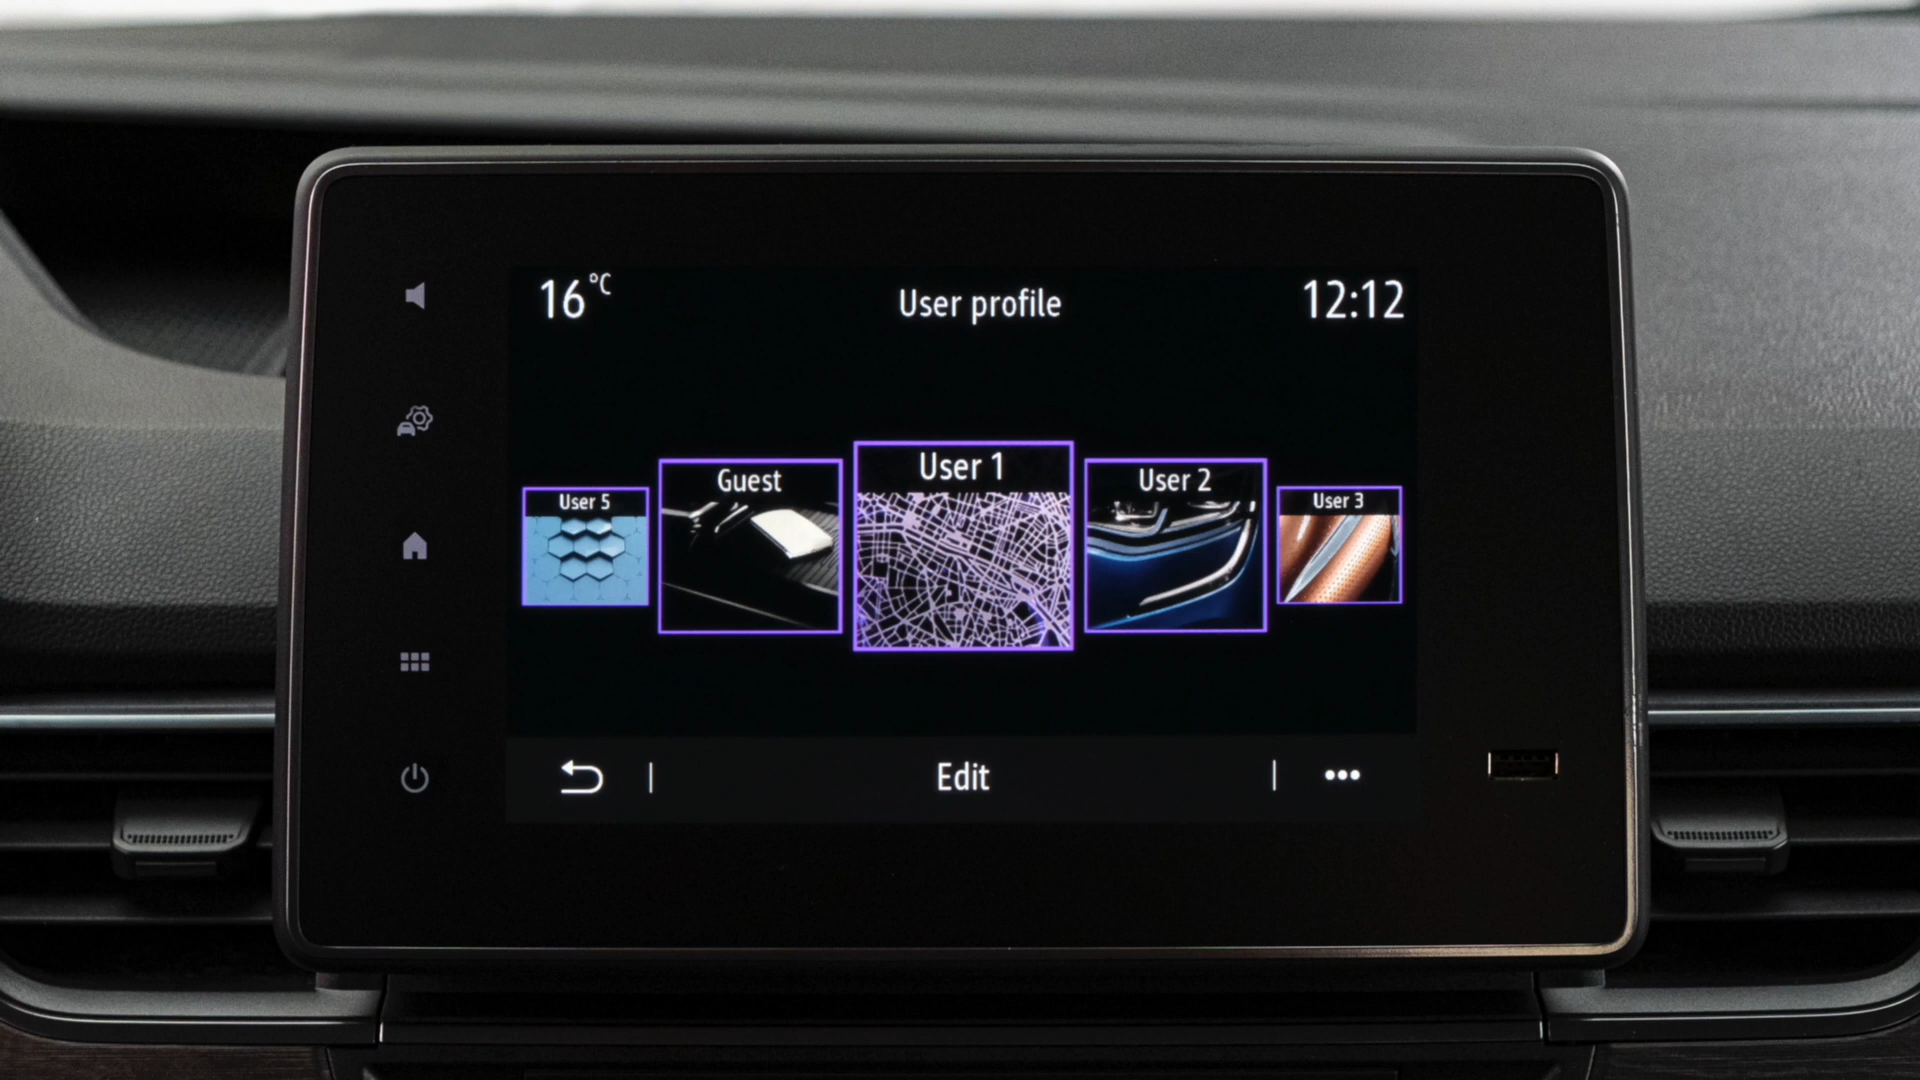 16 °C
User profile
12:12
User 5
Guest
User 1
User 2
User 3
Edit